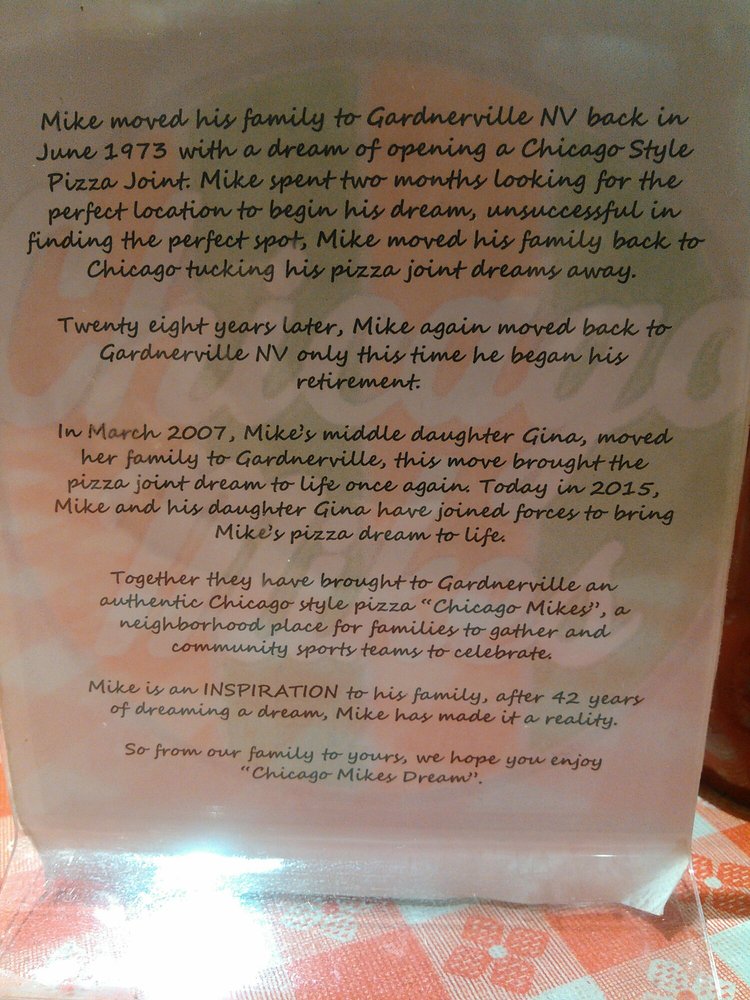 Mike moved his family to Gardnerville NV back in
June 1973 with a dream of opening a Chicago Style
Pizza Joint. Mike spent two months looking for the
perfect location to begin his dream, unsuccessful in
finding the perfect spot, Mike moved his family back to
Chicago tucking his pizza joint dreams away.
Twenty eight years later, Mike again moved back to
Gardnerville NV only this time he began his
retirement.
In March 2007, Mike's middle daughter Gina, moved
her family to Gardnerville, this move brought the
pizza joint dream to life once again. Today in 2015,
Mike and his daughter Gina have joined forces to bring
Mike's pizza dream to life.
Together they have brought to Gardnerville an
authentic Chicago style pizza "Chicago Mikes", a
neighborhood place for families to gather and
community sports teams to celebrate.
Mike is an INSPIRATION to his family, after 42 years
of dreaming a dream, Mike has made it a reality.
So from our family to yours, we hope you enjoy
"Chicago Mikes Dream".
Chicago
Mikes